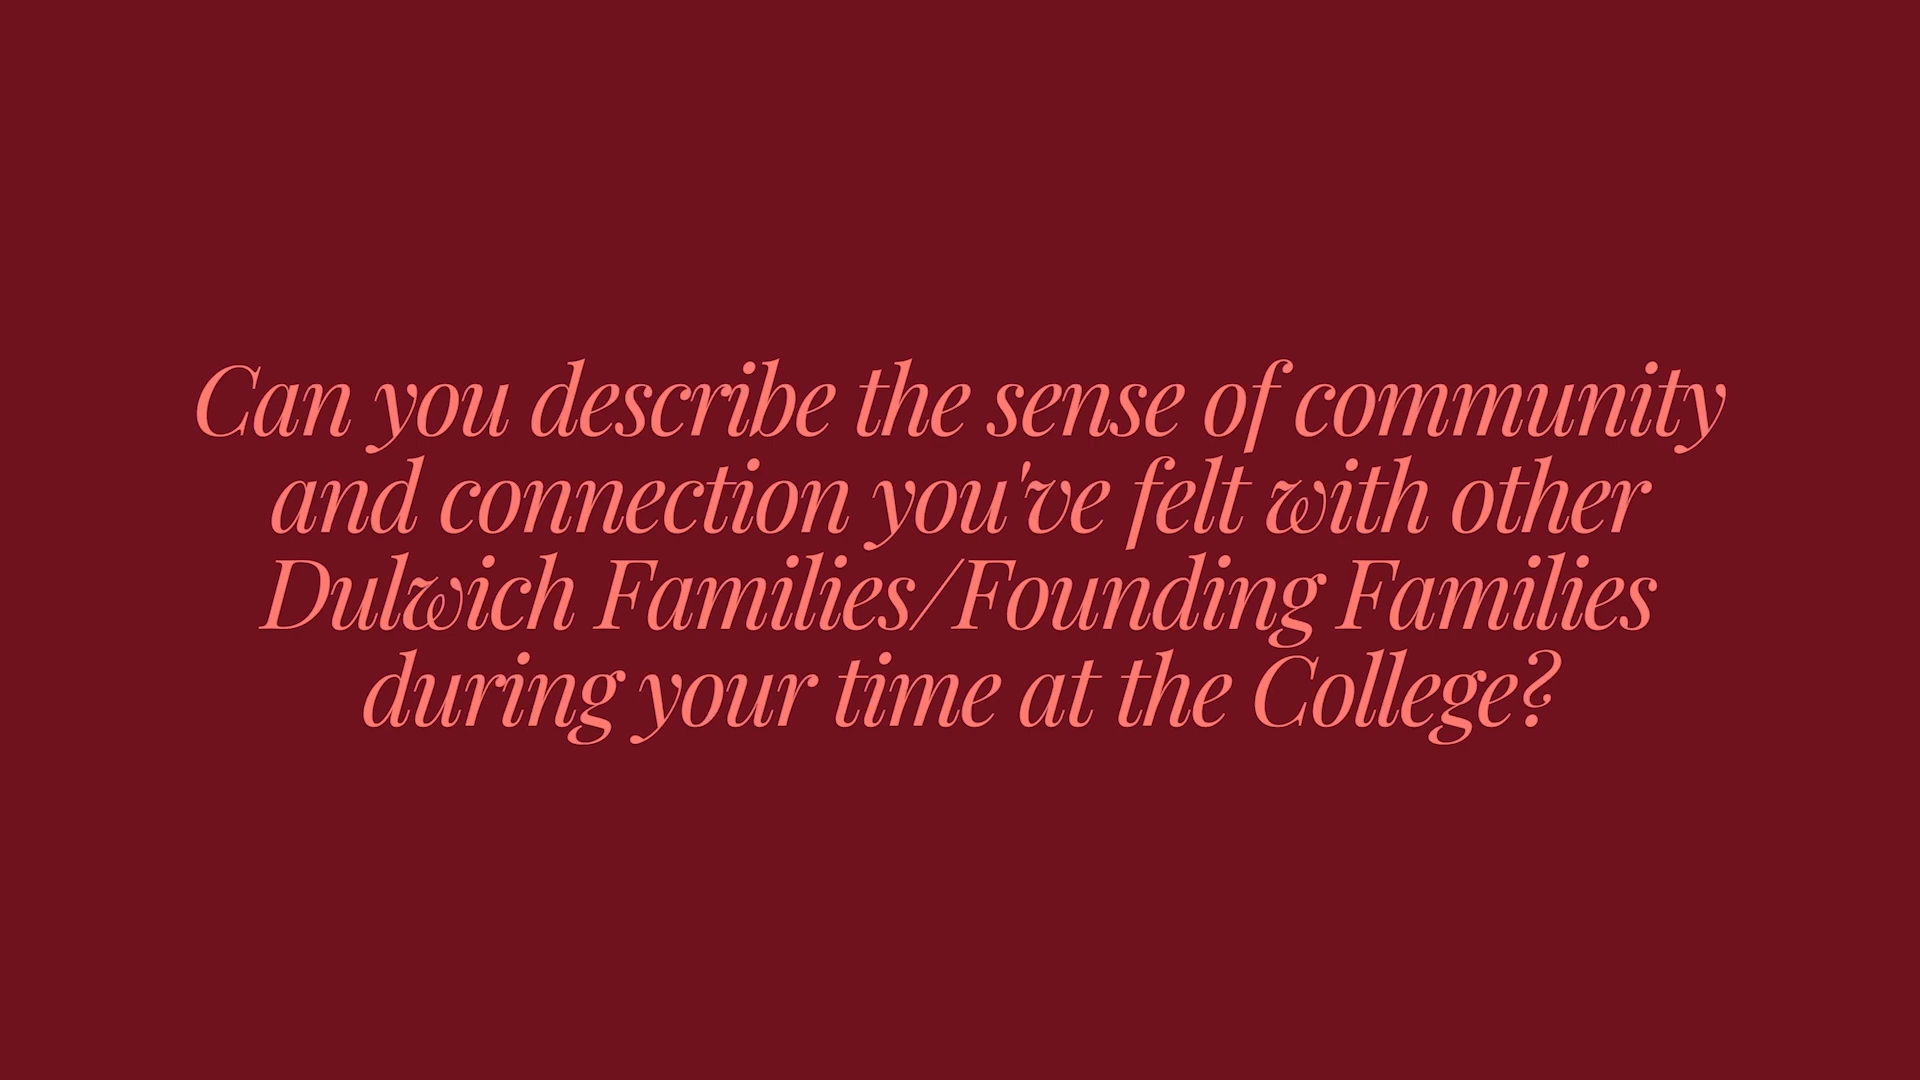 Can you describe the sense of community
and connection you've felt with other
Dulwich Families/Founding Families
during your time at the College?